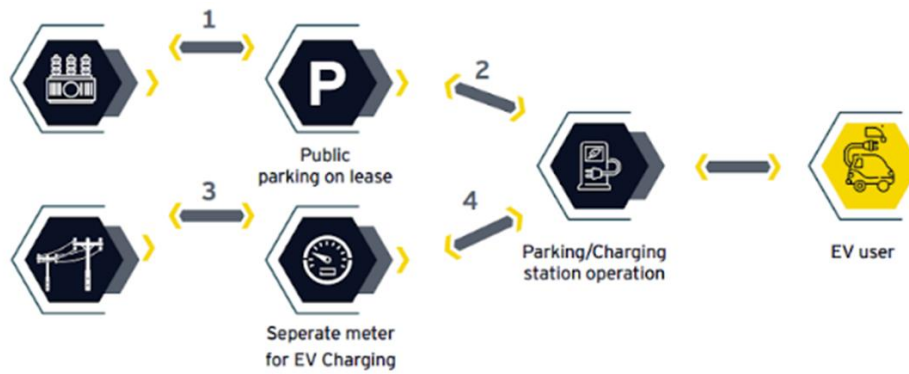 1
P
2
Public
parking on lease
3
4
Parking/Charging
station operation
EV user
Seperate meter
for EV Charging